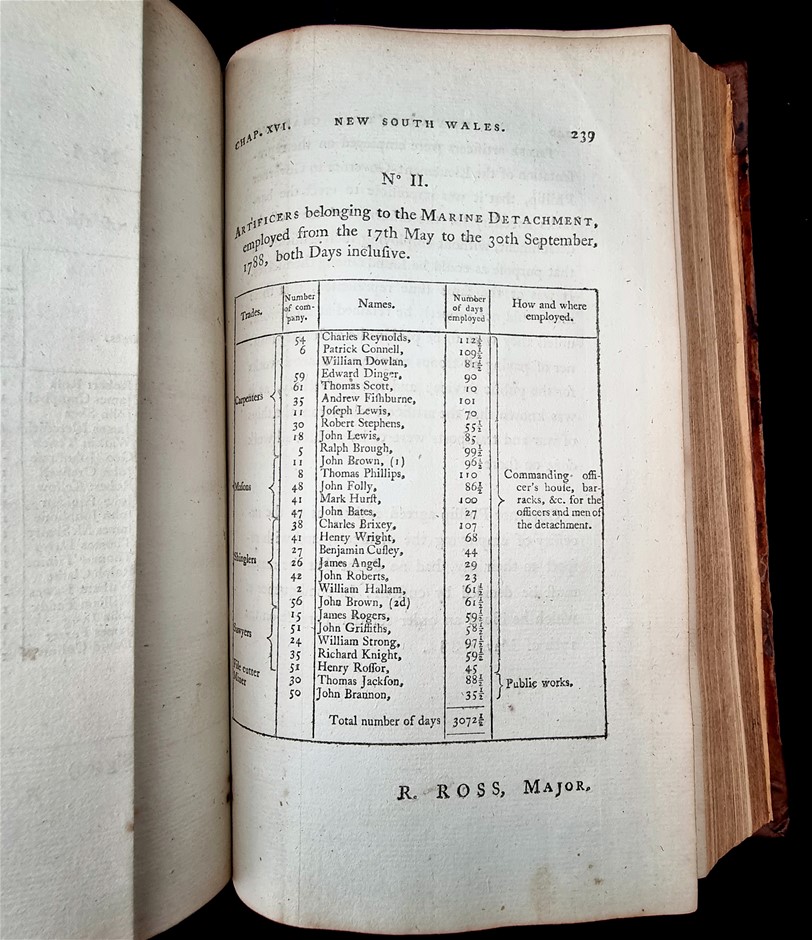 CHAP. XVI. NEW SOUTH WALES. 239
N° II.
ARTIFICERS belonging to the MARINE DETACHMENT,
employed from the 17th May to the 30th September,
1788, both Days incluſive.
Trades. Number of com- pany. Names. Number of days employed. How and where employed.
54 Charles Reynolds, 112½
6 Patrick Connell, 109½
William Dowlan, 81½
59 Edward Dinger, 90
61 Thomas Scott, 10
Carpenters 35 Andrew Fiſhburne, 101
11 Joſeph Lewis, 70
30 Robert Stephens, 55½
18 John Lewis, 85
5 Ralph Brough, 99½
11 John Brown, (1) 96½
8 Thomas Phillips, 110 Commanding offi-
Maſons 48 John Folly, 86½ cer's houſe, bar-
41 Mark Hurſt, 100 racks, &c. for the
47 John Bates, 27 officers and men of
38 Charles Brixey, 107 the detachment.
41 Henry Wright, 68
27 Benjamin Cuſley, 44
Shinglers 26 James Angel, 29
42 John Roberts, 23
2 William Hallam, 61½
56 John Brown, (2d) 61½
15 James Rogers, 59½
Sawyers 51 John Griffiths, 58½
24 William Strong, 97½
35 Richard Knight, 59½
File cutter 51 Henry Roſſor, 45
Miner 30 Thomas Jackſon, 88½ Public works.
50 John Brannon, 35½
Total number of days 3072½
R. ROSS, MAJOR.